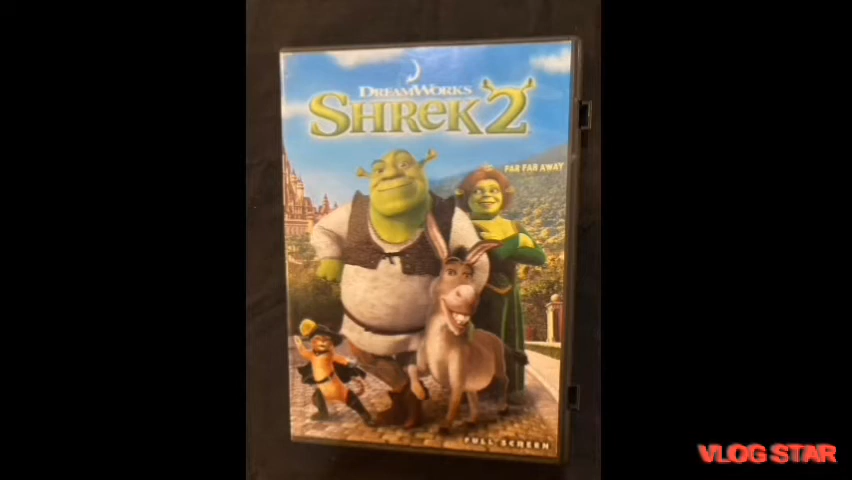 DREAMWORKS
SHREK 2
FAR FAR AWAY
FULL SCREEN
VLOG STAR